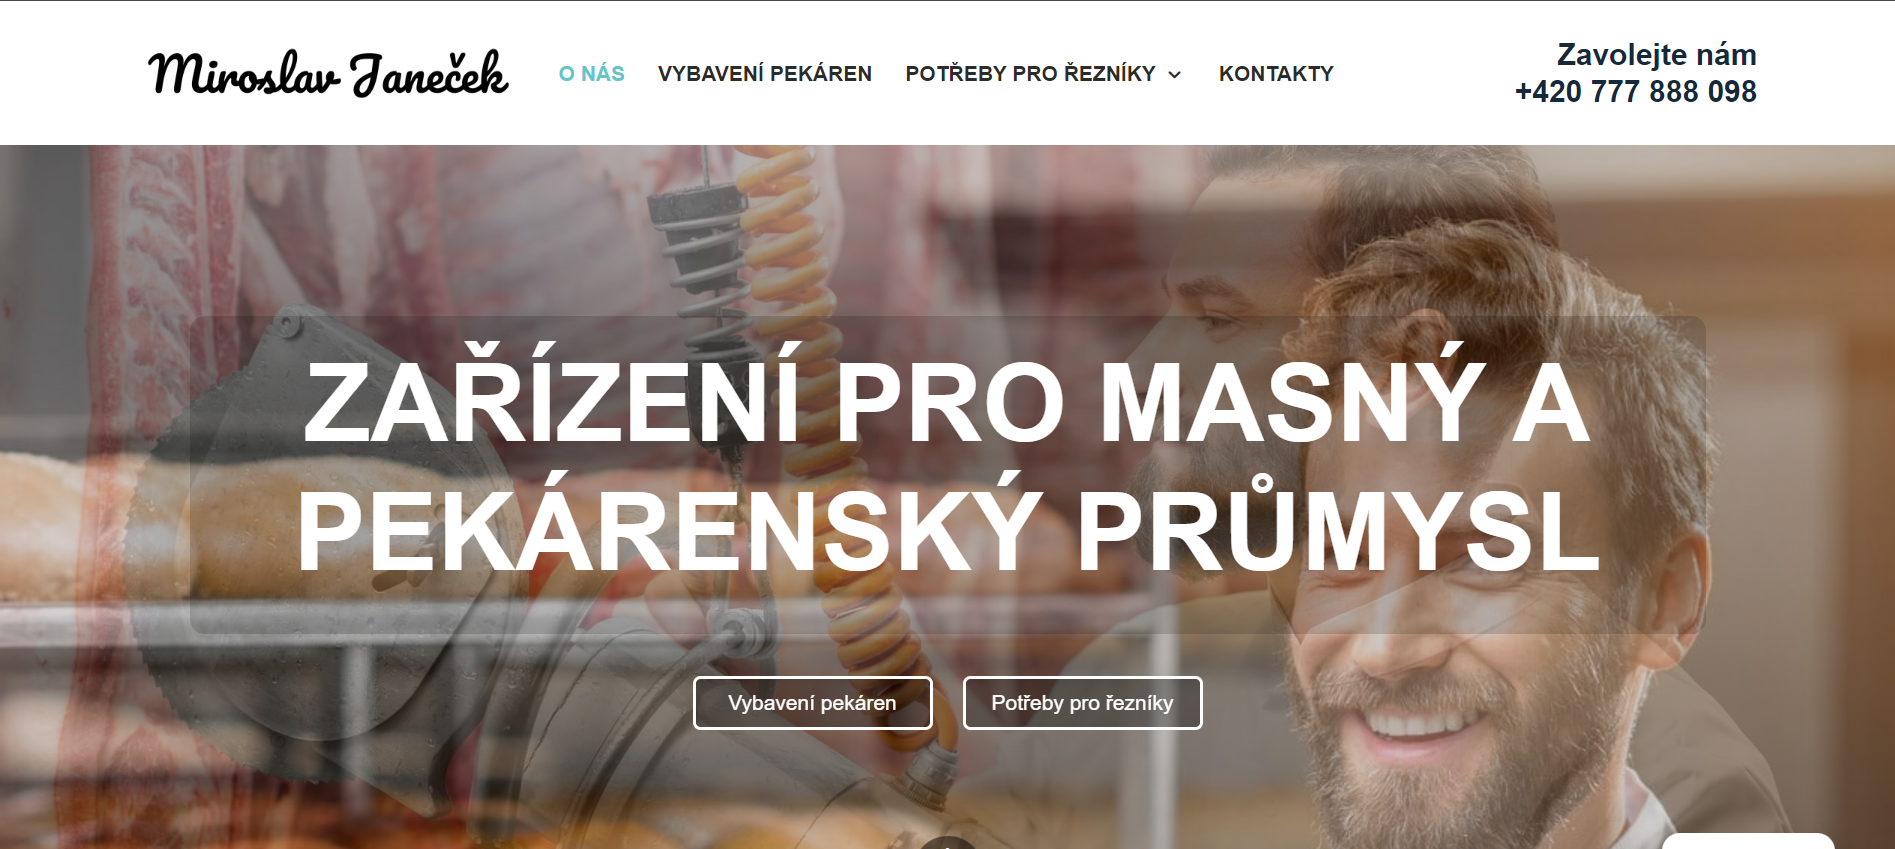 Miroslav Janeček
O NÁS
VYBAVENÍ PEKÁREN
POTŘEBY PRO ŘEZNÍKY
KONTAKTY
Zavolejte nám
+420 777 888 098
ZAŘÍZENÍ PRO MASNÝ A
PEKÁRENSKÝ PRŮMYSL
Vybavení pekáren
Potřeby pro řezníky